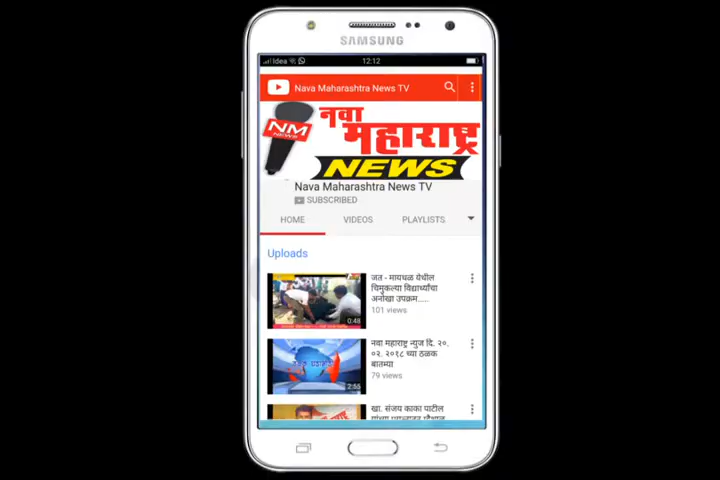 SAMSUNG
Idea
12:12
Nava Maharashtra News TV
NM
NEWS
नवा
महाराष्ट्र
NEWS
Nava Maharashtra News TV
SUBSCRIBED
HOME VIDEOS PLAYLISTS
Uploads
जत - मायथळ येथील
चिमुकल्या विद्यार्थ्यांचा
अनोखा उपक्रम.....
101 views
0:48
नवा महाराष्ट्र न्युज दि. २०.
०२. २०१८ च्या ठळक
बातम्या
79 views
2:55
खा. संजय काका पाटील